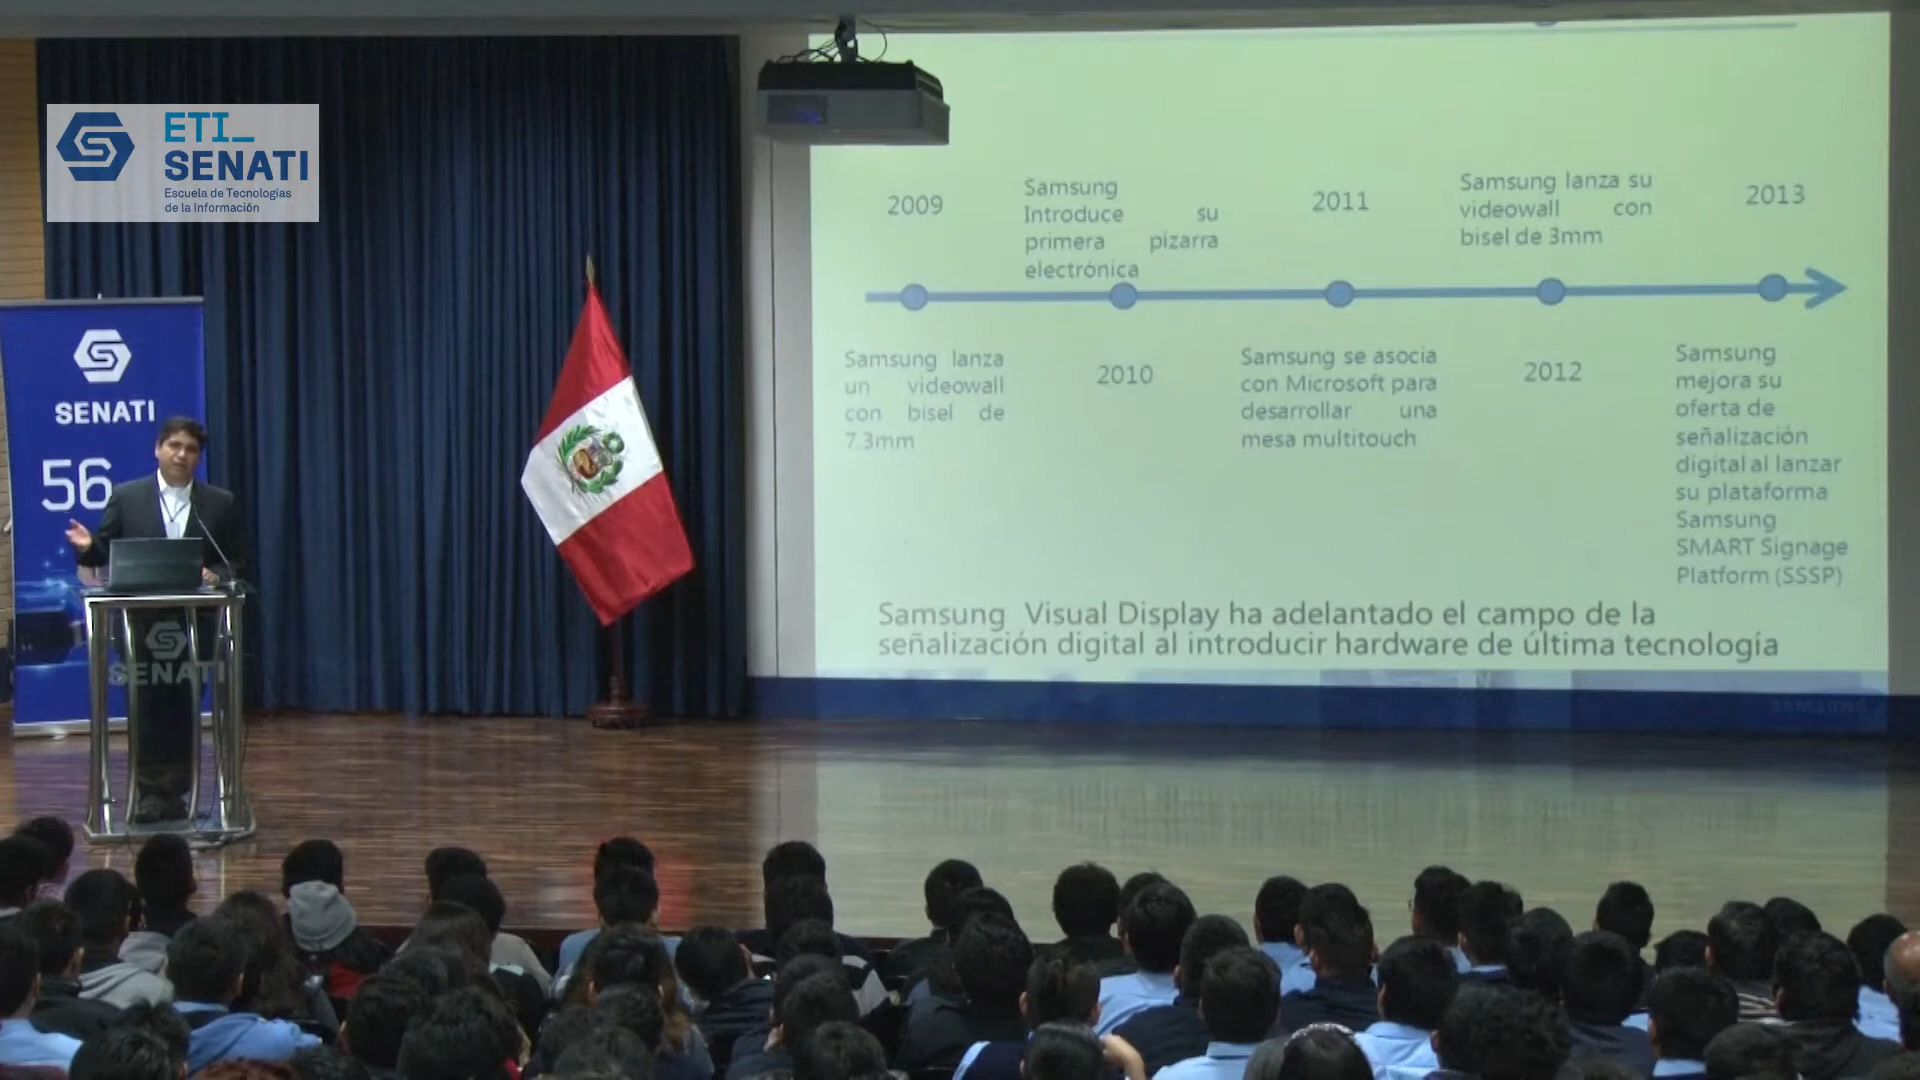 ETI_
SENATI
Escuela de Tecnologías
de la Información
SENATI
56
SENATI
2009
Samsung
Introduce su
primera pizarra
electrónica
2011
Samsung lanza su
videowall con
bisel de 3mm
2013
Samsung lanza
un videowall
con bisel de
7.3mm
2010
Samsung se asocia
con Microsoft para
desarrollar una
mesa multitouch
2012
Samsung
mejora su
oferta de
señalización
digital al lanzar
su plataforma
Samsung
SMART Signage
Platform (SSSP)
Samsung Visual Display ha adelantado el campo de la
señalización digital al introducir hardware de última tecnología
SAMSUNG